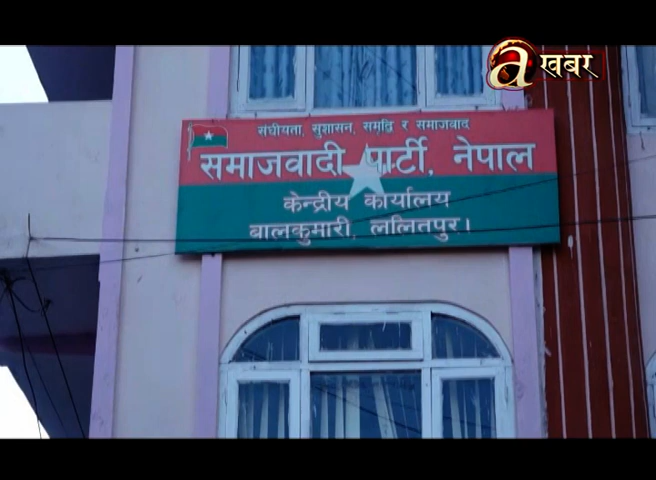 a खबर
संघीयता, सुशासन, समृद्धि र समाजवाद
समाजवादी पार्टी, नेपाल
केन्द्रीय कार्यालय
बालकुमारी, ललितपुर।